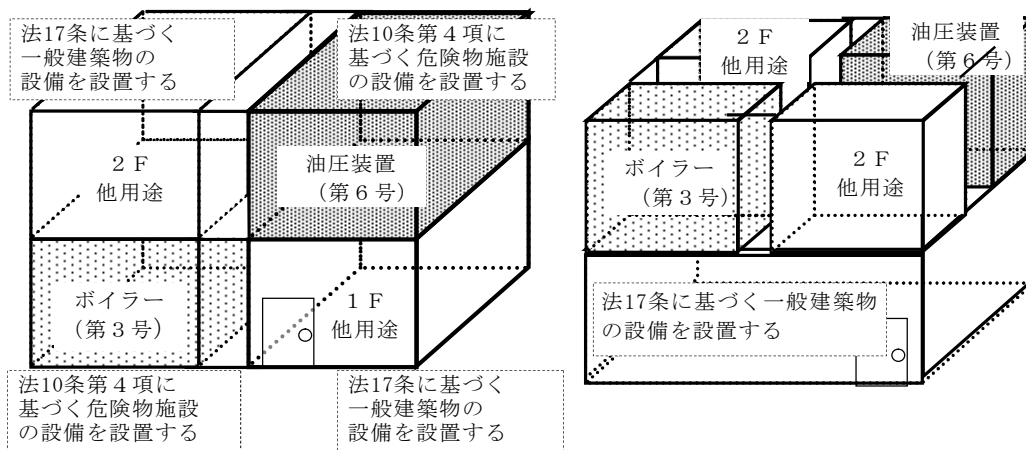 法17条に基づく
一般建築物の
設備を設置する
法10条第４項に
基づく危険物施設
の設備を設置する
２Ｆ
他用途
油圧装置
（第６号）
ボイラー
（第３号）
１Ｆ
他用途
法10条第４項に
基づく危険物施設
の設備を設置する
法17条に基づく
一般建築物の
設備を設置する
２Ｆ
他用途
油圧装置
（第６号）
ボイラー
（第３号）
２Ｆ
他用途
法17条に基づく一般建築物
の設備を設置する